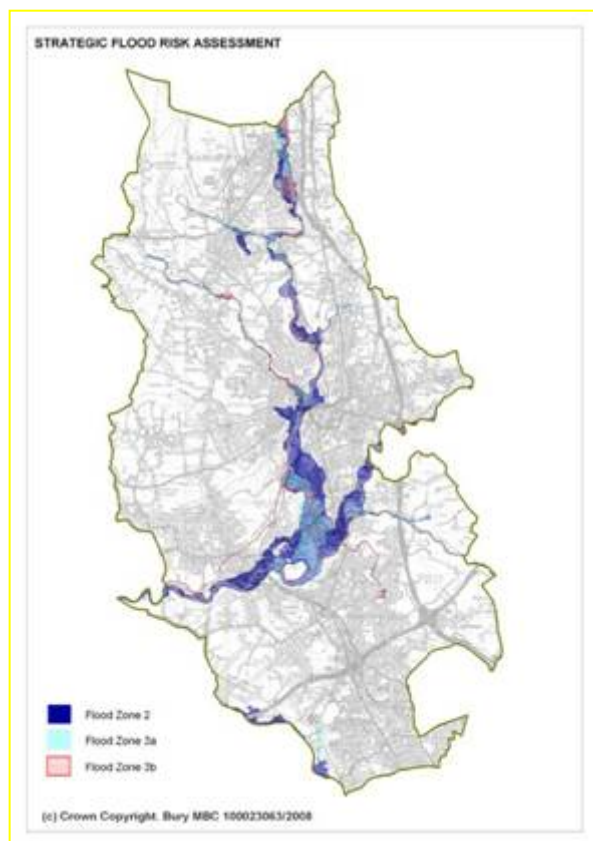 STRATEGIC FLOOD RISK ASSESSMENT
Flood Zone 2
Flood Zone 3a
Flood Zone 3b
(c) Crown Copyright. Bury MBC 100023063/2008